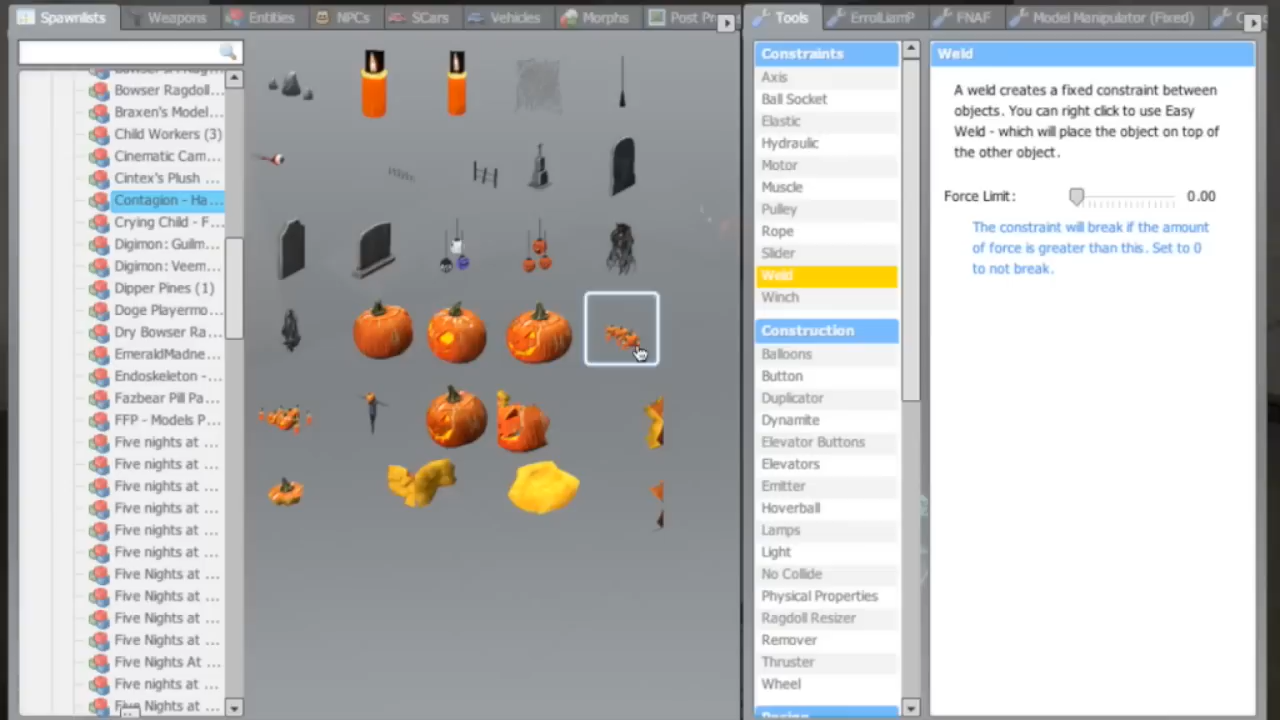 Spawnlists
Weapons
Entities
NPCs
SCars
Vehicles
Morphs
Post Pr
Tools
ErrolLiamP
FNAF
Model Manipulator (Fixed)
Bowser Ragdoll...
Braxen's Model...
Child Workers (3)
Cinematic Cam...
Cintex's Plush ...
Contagion - Ha...
Crying Child - F...
Digimon: Guilm...
Digimon: Veem...
Dipper Pines (1)
Doge Playermo...
Dry Bowser Ra...
EmeraldMadne...
Endoskeleton -...
Fazbear Pill Pa...
FFP - Models P...
Five nights at ...
Five nights at ...
Five nights at ...
Five nights at ...
Five nights at ...
Five nights at ...
Five Nights at ...
Five Nights at ...
Five Nights at ...
Five Nights at ...
Five Nights At ...
Five nights at ...
Five Nights at ...
Constraints
Axis
Ball Socket
Elastic
Hydraulic
Motor
Muscle
Pulley
Rope
Slider
Weld
Winch
Construction
Balloons
Button
Duplicator
Dynamite
Elevator Buttons
Elevators
Emitter
Hoverball
Lamps
Light
No Collide
Physical Properties
Ragdoll Resizer
Remover
Thruster
Wheel
Weld
A weld creates a fixed constraint between
objects. You can right click to use Easy
Weld - which will place the object on top of
the other object.
Force Limit: 0.00
The constraint will break if the amount
of force is greater than this. Set to 0
to not break.